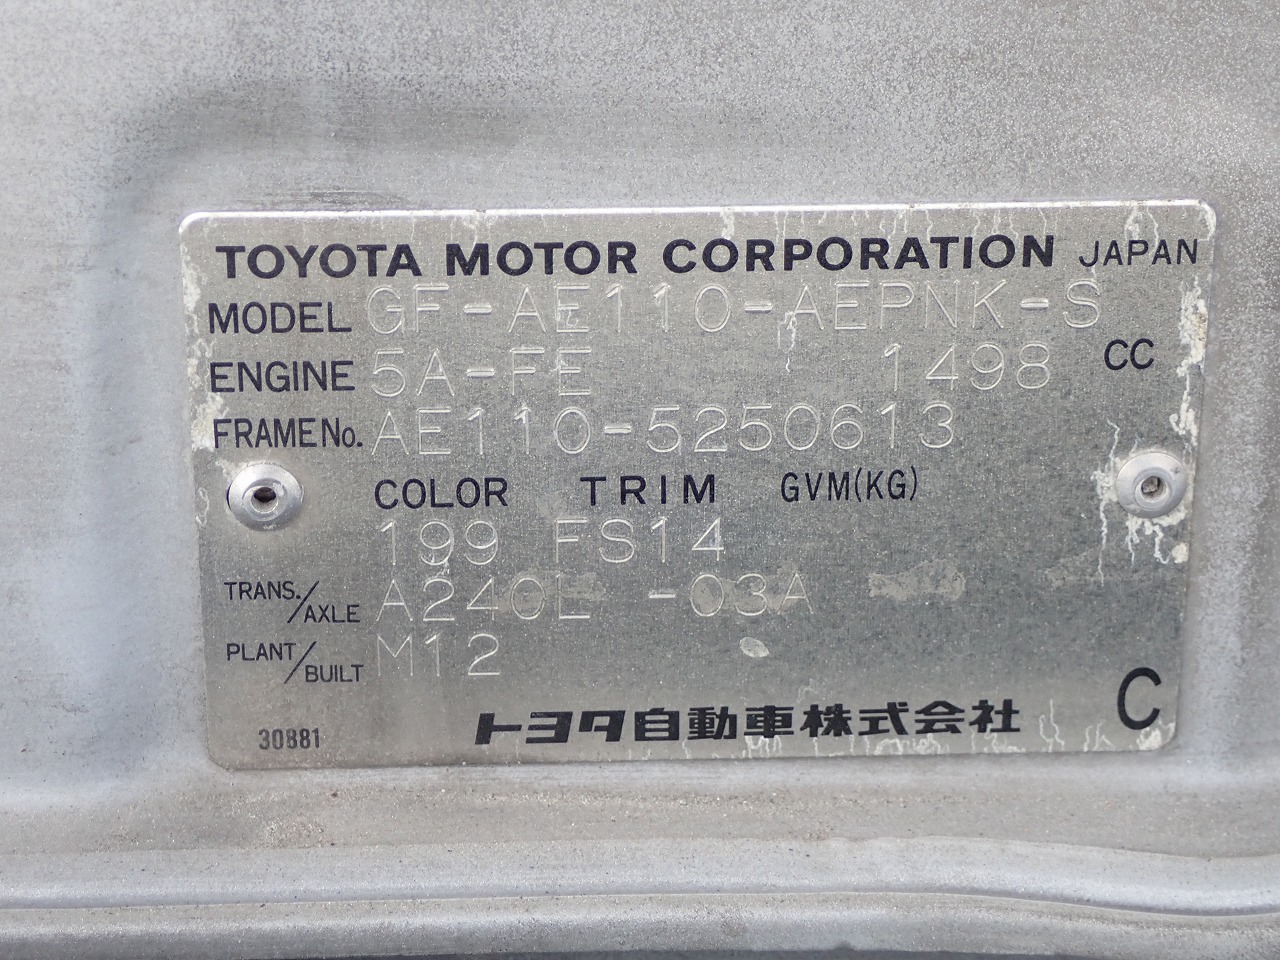 TOYOTA MOTOR CORPORATION JAPAN
MODEL GF-AE110-AEPNK-S
ENGINE 5A-FE 1498 CC
FRAME No. AE110-5250613
COLOR TRIM GVM(KG)
199 FS14
TRANS./AXLE A240L -03A
PLANT/BUILT M12
トヨタ自動車株式会社 C
30881